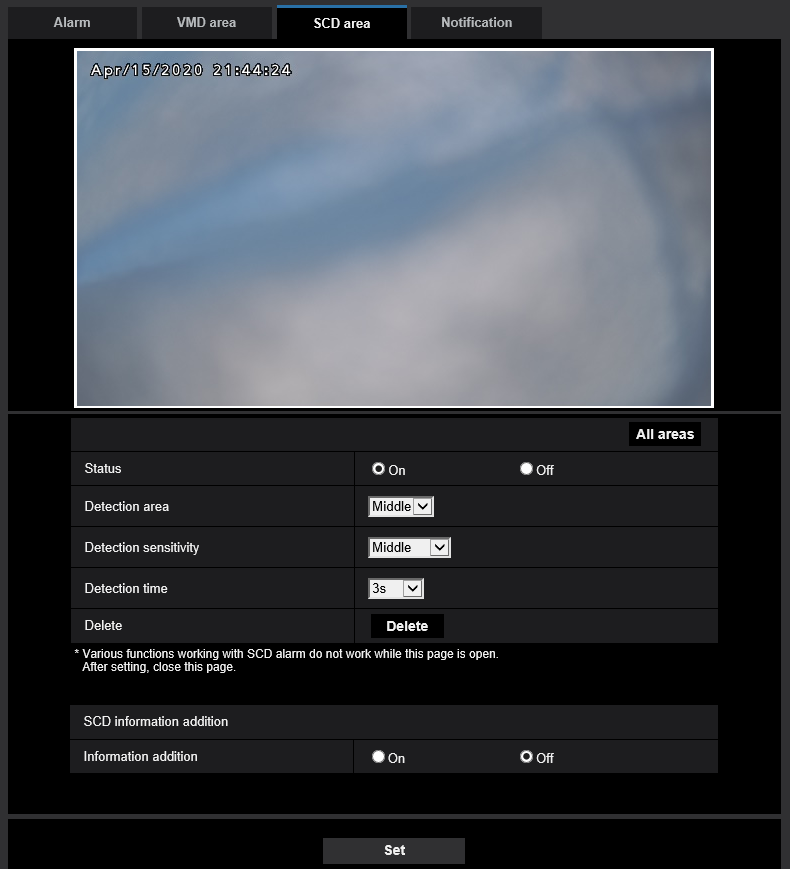 Alarm VMD area SCD area Notification
Apr/15/2020 21:44:24
All areas
Status On Off
Detection area Middle
Detection sensitivity Middle
Detection time 3s
Delete Delete
* Various functions working with SCD alarm do not work while this page is open.
After setting, close this page.
SCD information addition
Information addition On Off
Set